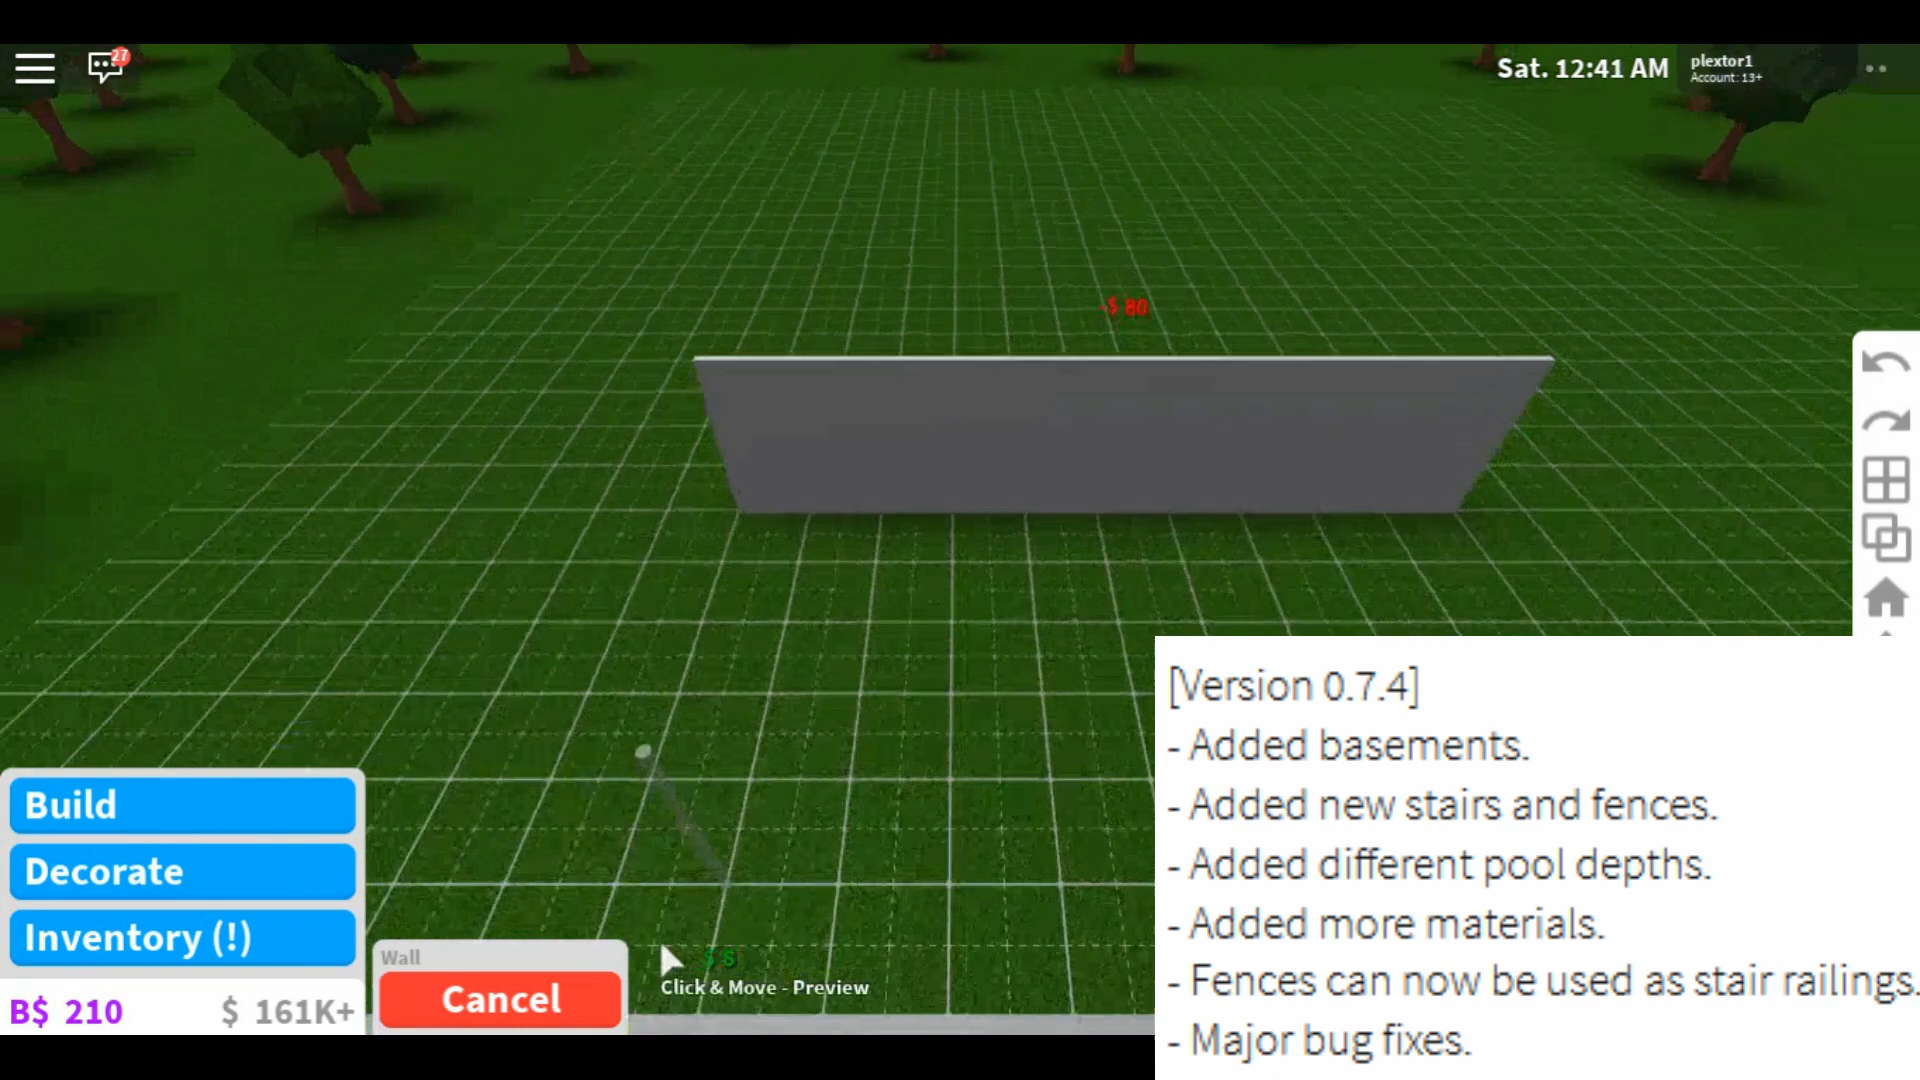 27
Sat. 12:41 AM
plextor1
Account: 13+
-$ 80
[Version 0.7.4]
- Added basements.
- Added new stairs and fences.
- Added different pool depths.
- Added more materials.
- Fences can now be used as stair railings.
- Major bug fixes.
Build
Decorate
Inventory (!)
B$ 210
$ 161K+
Wall
Cancel
Click & Move - Preview